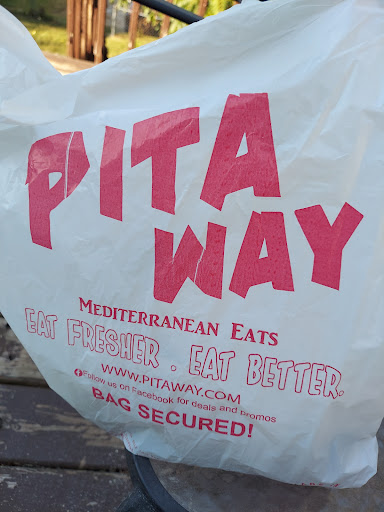 PITA
WAY
MEDITERRANEAN EATS
EAT FRESHER . EAT BETTER.
WWW.PITAWAY.COM
Follow us on Facebook for deals and promos
BAG SECURED!